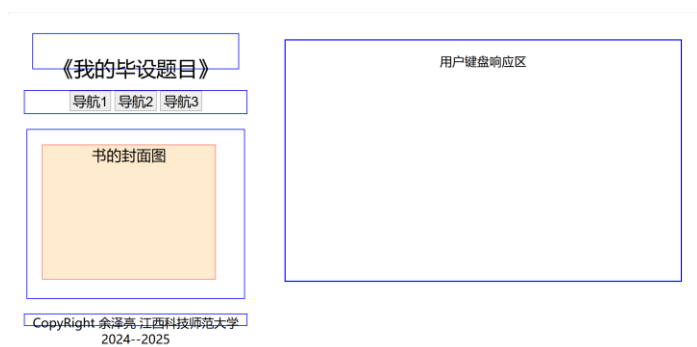 《我的毕设题目》
导航1 导航2 导航3
书的封面图
CopyRight 余泽亮 江西科技师范大学
2024--2025
用户键盘响应区